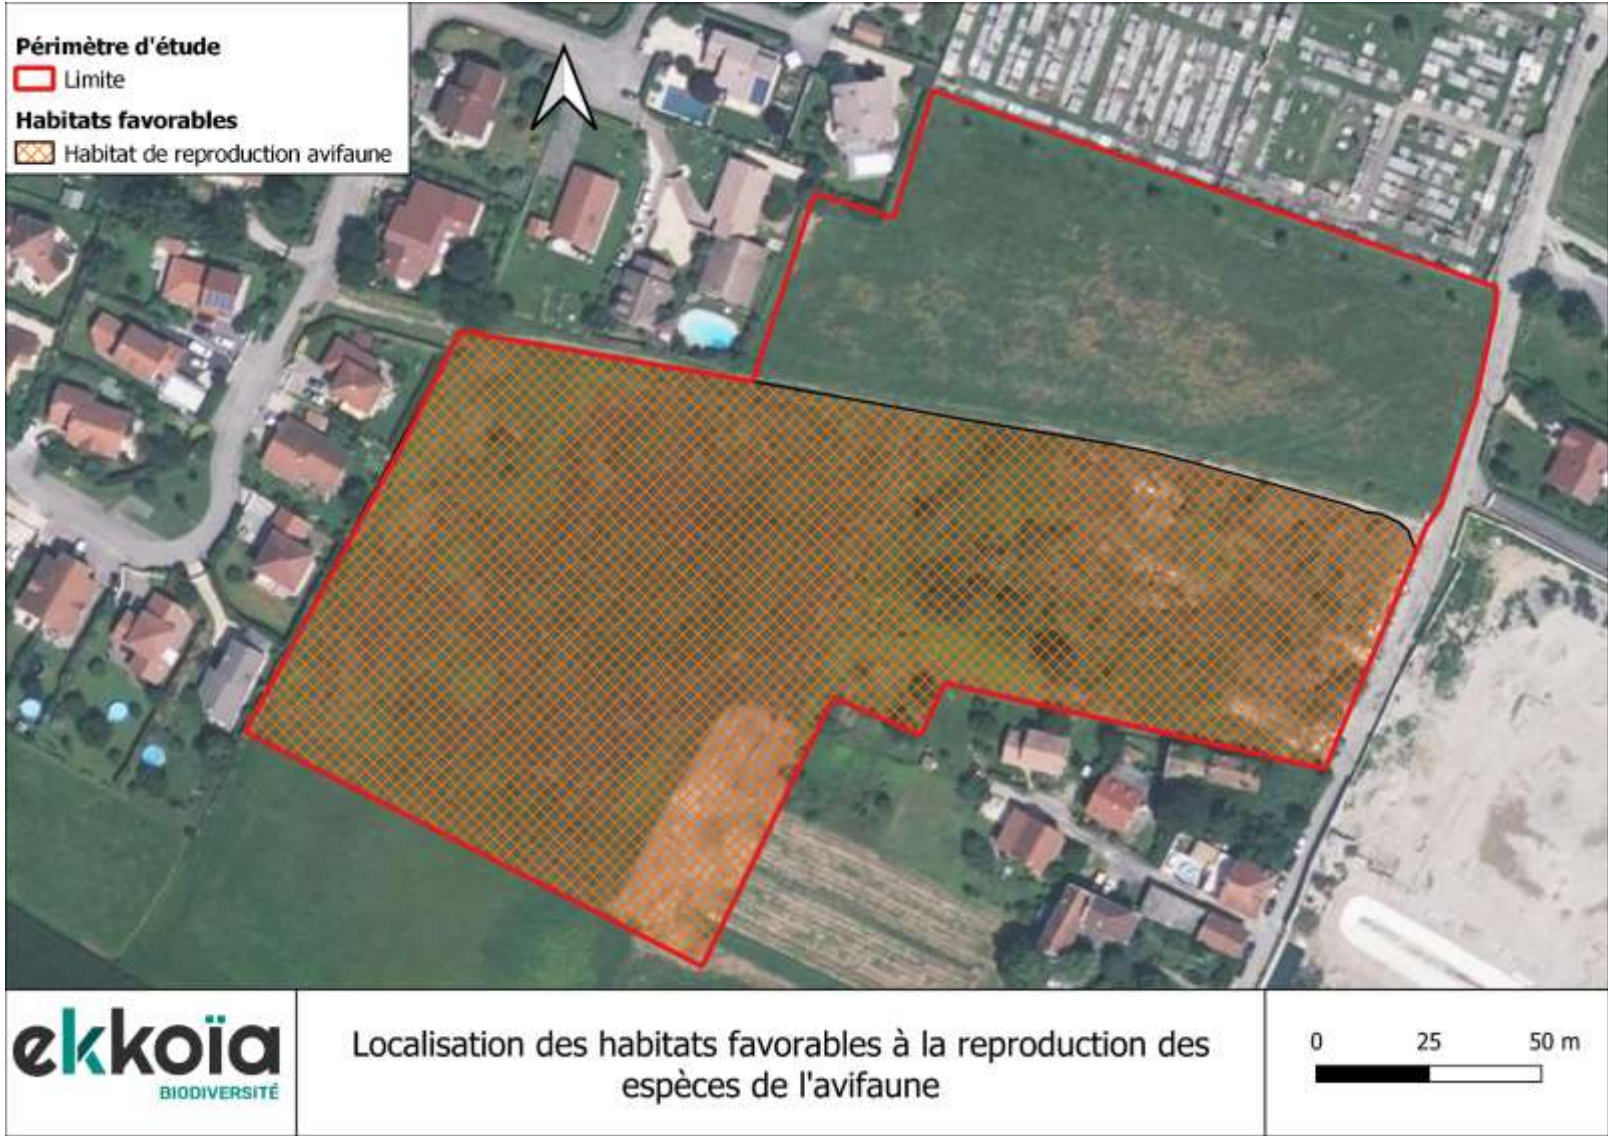 Périmètre d'étude
Limite
Habitats favorables
Habitat de reproduction avifaune
ekkoïa
BIODIVERSITÉ
Localisation des habitats favorables à la reproduction des
espèces de l'avifaune
0 25 50 m